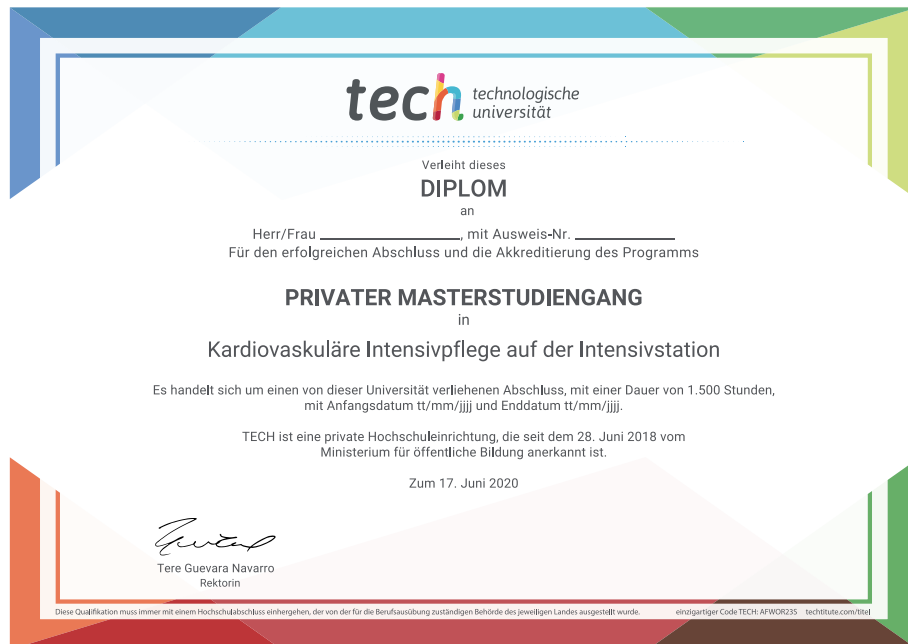 tech technologische
universität
Verleiht dieses
DIPLOM
an
Herr/Frau ____________________, mit Ausweis-Nr. ______________
Für den erfolgreichen Abschluss und die Akkreditierung des Programms
PRIVATER MASTERSTUDIENGANG
in
Kardiovaskuläre Intensivpflege auf der Intensivstation
Es handelt sich um einen von dieser Universität verliehenen Abschluss, mit einer Dauer von 1.500 Stunden,
mit Anfangsdatum tt/mm/jjjj und Enddatum tt/mm/jjjj.
TECH ist eine private Hochschuleinrichtung, die seit dem 28. Juni 2018 vom
Ministerium für öffentliche Bildung anerkannt ist.
Zum 17. Juni 2020
Tere Guevara Navarro
Rektorin
Diese Qualifikation muss immer mit einem Hochschulabschluss einhergehen, der von der für die Berufsausübung zuständigen Behörde des jeweiligen Landes ausgestellt wurde. einzigartiger Code TECH: AFWOR235 techtitute.com/titel